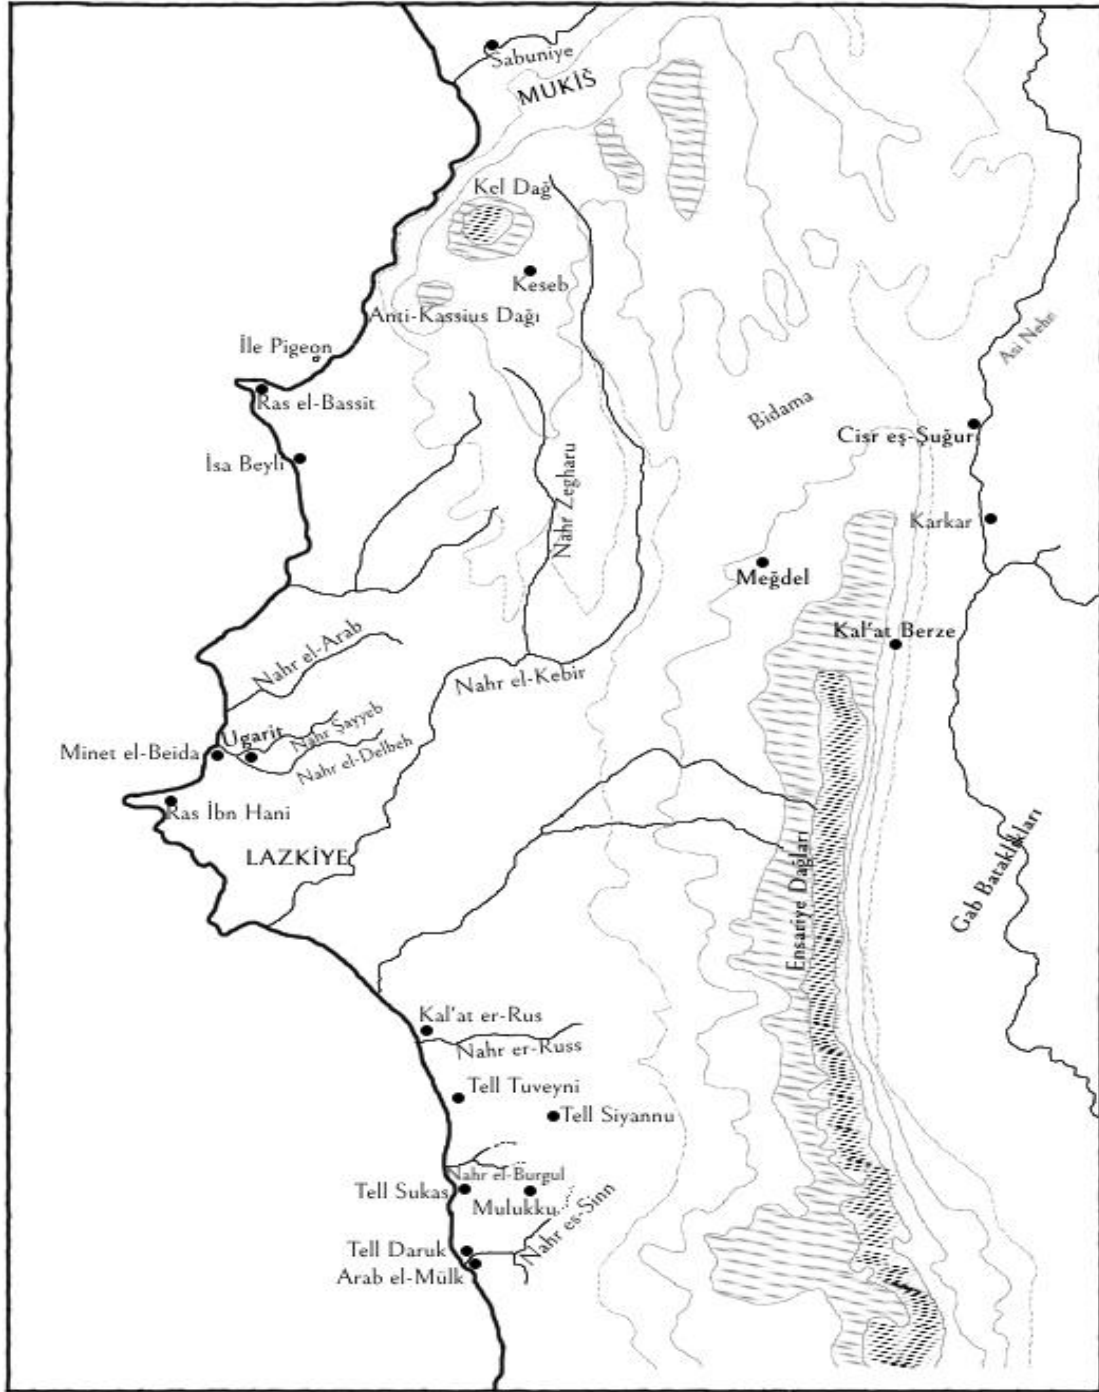 Sabuniye
MUKİŠ
Kel Dağ
Keseb
Anti-Kassius Dağı
İle Pigeon
Asi Nehri
Ras el-Bassit
Bidama
Cisr eş-Şuğur
İsa Beyli
Nahr Zegharu
Karkar
Meğdel
Kal'at Berze
Nahr el-Arab
Nahr el-Kebir
Ugarit
Nahr Şayyeb
Minet el-Beida
Nahr el-Delbeh
Ras İbn Hani
LAZKİYE
Ensariye Dağları
Gab Bataklıkları
Kal'at er-Rus
Nahr er-Russ
Tell Tuveyni
Tell Siyannu
Nahr el-Burgul
Tell Sukas
Mulukku
Nahr es-Sinn
Tell Daruk
Arab el-Mülk